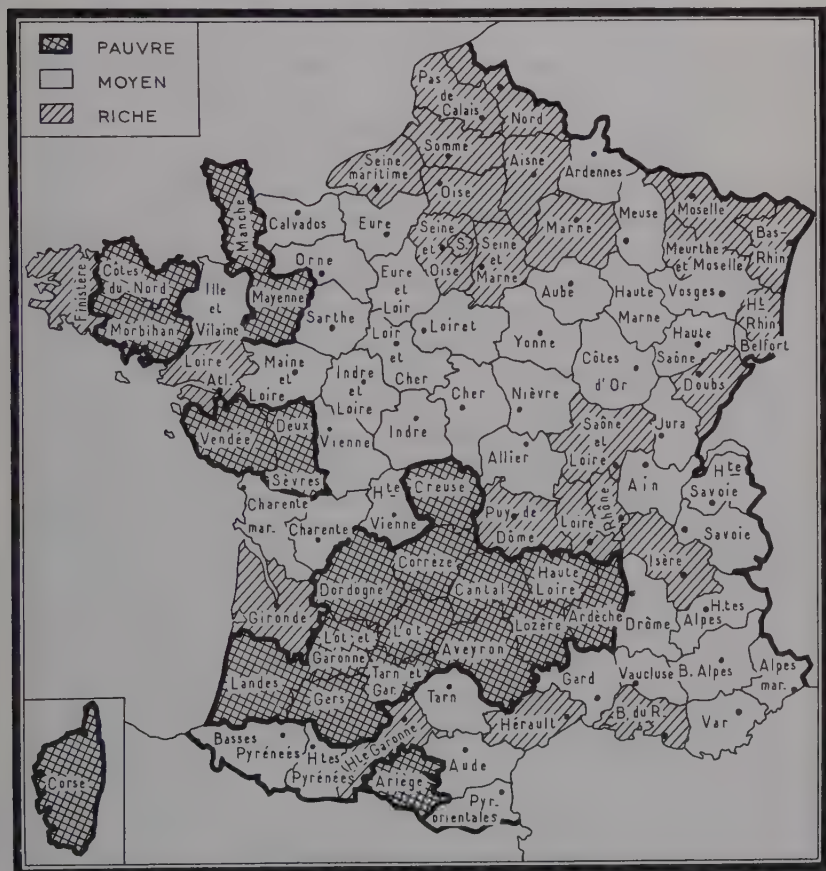 PAUVRE
MOYEN
RICHE
Pas
de
Calais
Nord
Somme
Seine
maritime
Aisne
Oise
Ardennes
Manche
Calvados
Eure
Seine
et
Oise
S.
Seine
et
Marne
Marne
Meuse
Moselle
Meurthe
et Moselle
Bas-
Rhin
Finistère
Côtes
du Nord
Morbihan
Ille
et
Vilaine
Mayenne
Orne
Sarthe
Eure
et
Loir
Loir
et
Cher
Loiret
Aube
Haute
Marne
Vosges
Ht
Rhin
Belfort
Yonne
Haute
Saône
Côtes
d'Or
Doubs
Loire
Atl.
Maine
et
Loire
Indre
et
Loire
Cher
Nièvre
Vendée
Deux
Sèvres
Vienne
Indre
Allier
Saône
et
Loire
Jura
Charente
mar.
Charente
Hte
Vienne
Creuse
Puy de
Dôme
Loire
Rhône
Ain
Hte
Savoie
Savoie
Isère
Gironde
Dordogne
Corrèze
Cantal
Haute
Loire
Ardèche
Drôme
H.tes
Alpes
Lot et
Garonne
Lot
Aveyron
Lozère
Landes
Gers
Tarn et
Gar.
Tarn
Gard
Vaucluse
B. Alpes
Alpes
mar.
Hérault
B. du R.
Var
Basses
Pyrénées
Htes
Pyrénées
Hte Garonne
Ariège
Aude
Pyr.
orientales
Corse